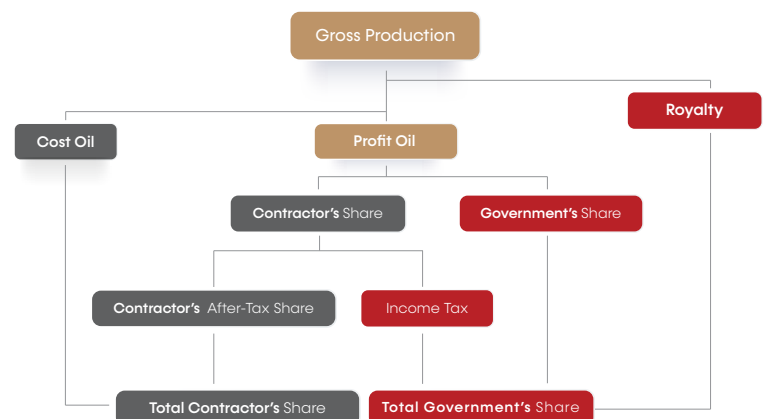 Gross Production
Royalty
Cost Oil
Profit Oil
Contractor's Share
Government's Share
Contractor's After-Tax Share
Income Tax
Total Contractor's Share
Total Government's Share